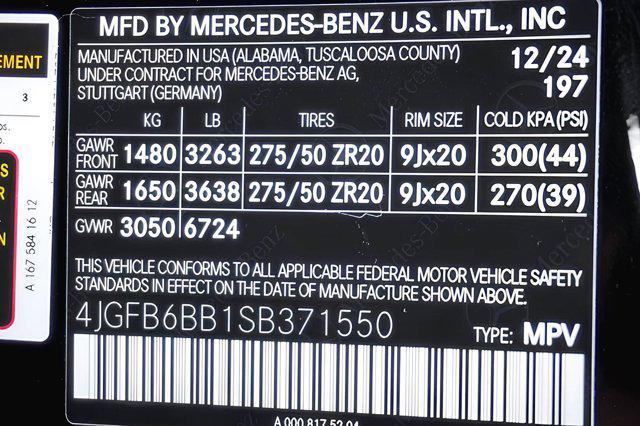 MFD BY MERCEDES-BENZ U.S. INTL., INC
MANUFACTURED IN USA (ALABAMA, TUSCALOOSA COUNTY) 12/24
UNDER CONTRACT FOR MERCEDES-BENZ AG, 197
STUTTGART (GERMANY)
KG LB TIRES RIM SIZE COLD KPA(PSI)
GAWR FRONT 1480 3263 275/50 ZR20 9Jx20 300(44)
GAWR REAR 1650 3638 275/50 ZR20 9Jx20 270(39)
GVWR 3050 6724
THIS VEHICLE CONFORMS TO ALL APPLICABLE FEDERAL MOTOR VEHICLE SAFETY
STANDARDS IN EFFECT ON THE DATE OF MANUFACTURE SHOWN ABOVE.
4JGFB6BB1SB371550
TYPE: MPV
A 000 817 52 04
3
A 167 584 16 12